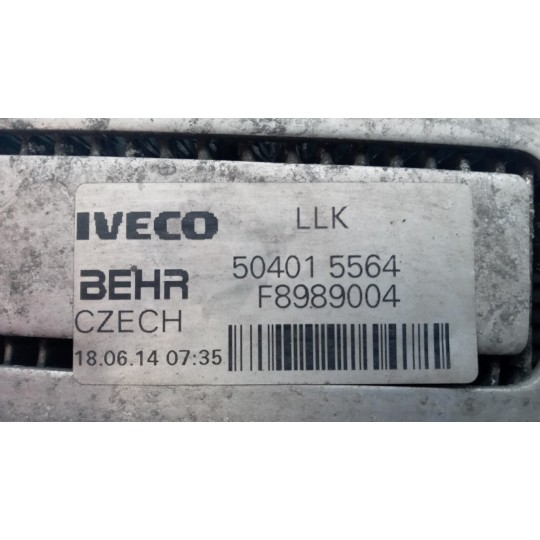 IVECO LLK
BEHR 50401 5564
F8989004
CZECH
18.06.14 07:35